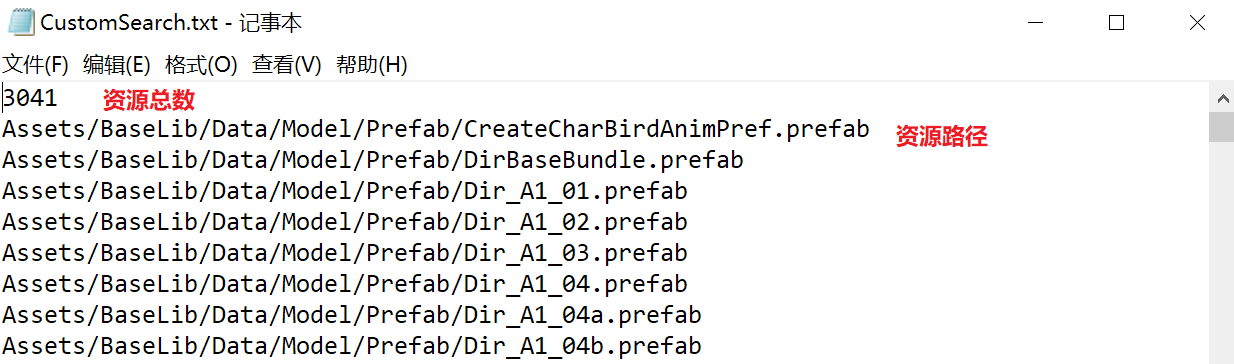 CustomSearch.txt - 记事本
文件(F) 编辑(E) 格式(O) 查看(V) 帮助(H)
3041 资源总数
Assets/BaseLib/Data/Model/Prefab/CreateCharBirdAnimPref.prefab 资源路径
Assets/BaseLib/Data/Model/Prefab/DirBaseBundle.prefab
Assets/BaseLib/Data/Model/Prefab/Dir_A1_01.prefab
Assets/BaseLib/Data/Model/Prefab/Dir_A1_02.prefab
Assets/BaseLib/Data/Model/Prefab/Dir_A1_03.prefab
Assets/BaseLib/Data/Model/Prefab/Dir_A1_04.prefab
Assets/BaseLib/Data/Model/Prefab/Dir_A1_04a.prefab
Assets/BaseLib/Data/Model/Prefab/Dir_A1_04b.prefab